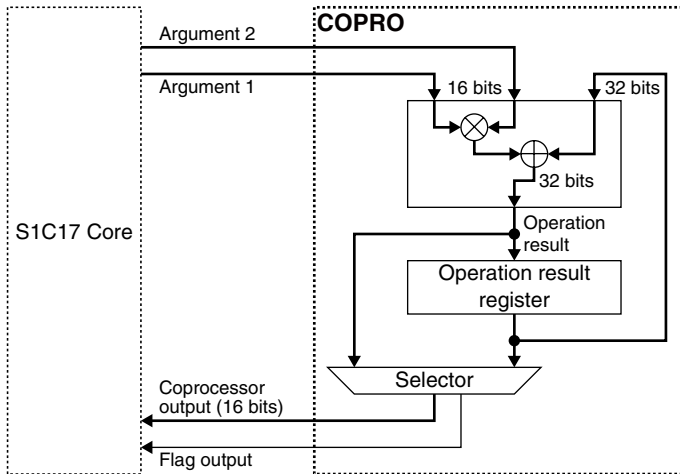 COPRO
Argument 2
Argument 1
16 bits
32 bits
32 bits
S1C17 Core
Operation
result
Operation result
register
Selector
Coprocessor
output (16 bits)
Flag output